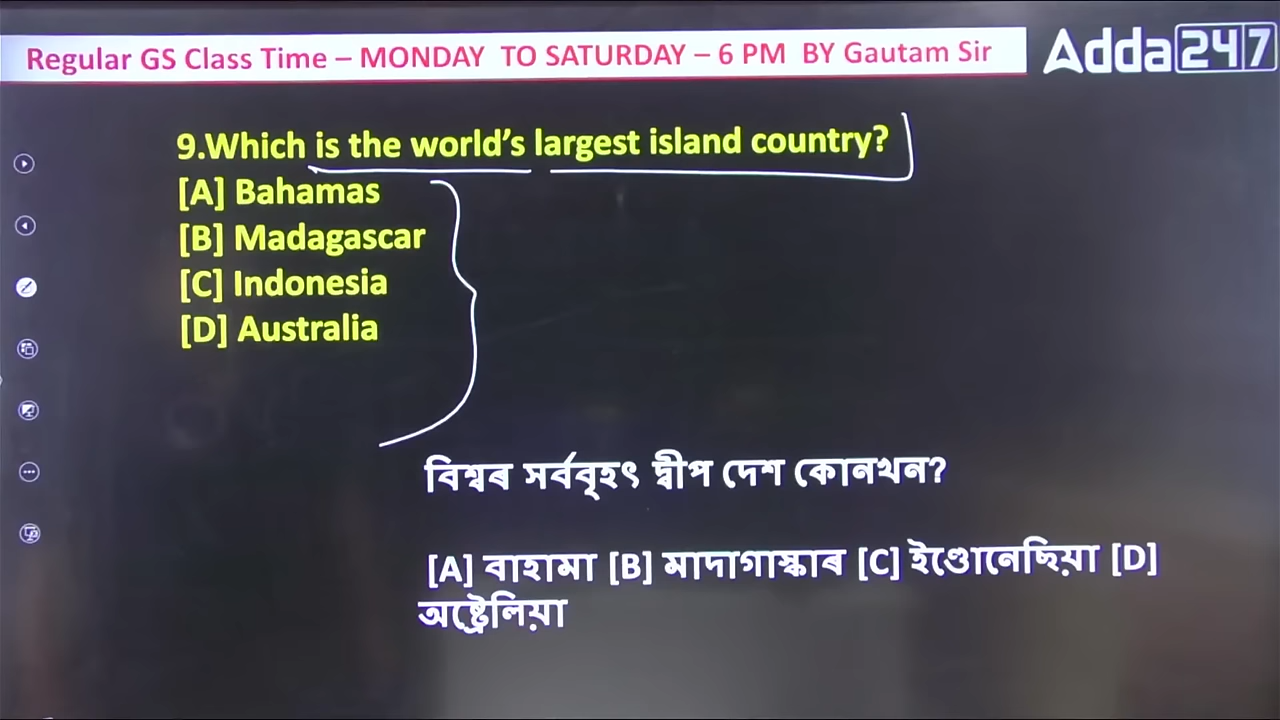 Regular GS Class Time – MONDAY TO SATURDAY – 6 PM BY Gautam Sir
Adda247
9.Which is the world's largest island country?
[A] Bahamas
[B] Madagascar
[C] Indonesia
[D] Australia
বিশ্বৰ সৰ্ববৃহৎ দ্বীপ দেশ কোনখন?
[A] বাহামা [B] মাদাগাস্কাৰ [C] ইণ্ডোনেছিয়া [D]
অষ্ট্ৰেলিয়া